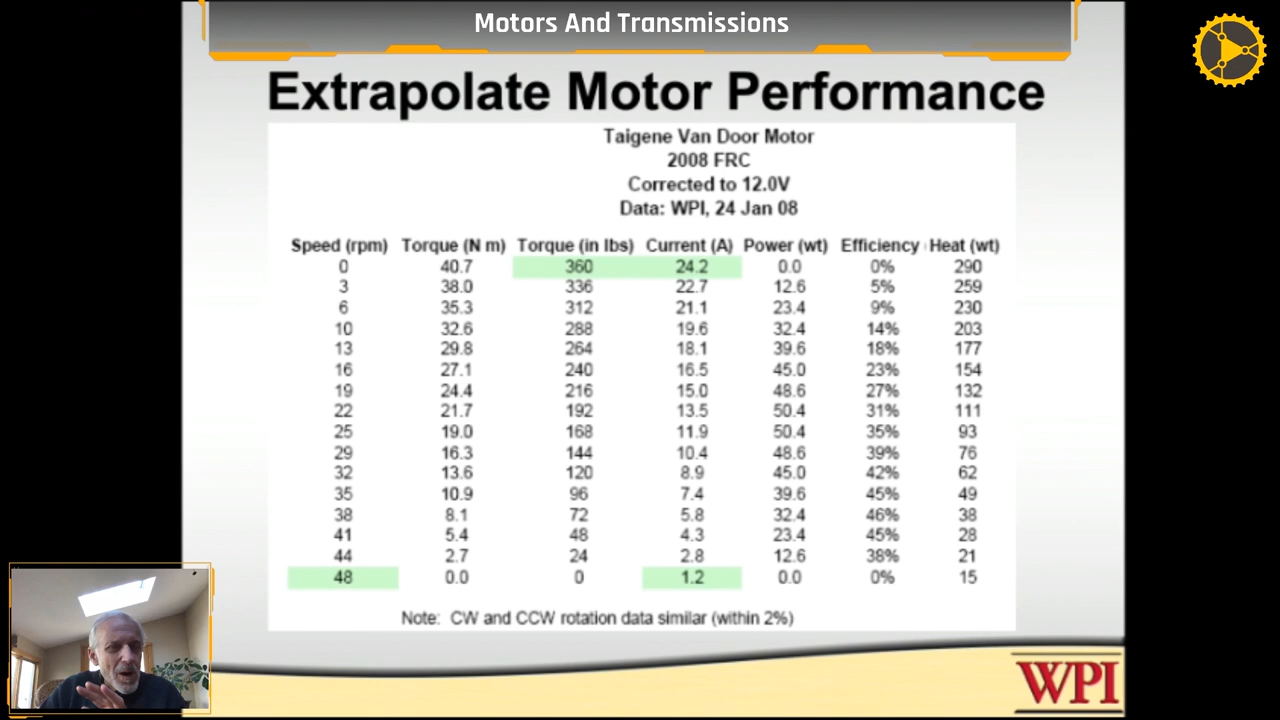 Motors And Transmissions
Extrapolate Motor Performance
Taigene Van Door Motor
2008 FRC
Corrected to 12.0V
Data: WPI, 24 Jan 08
Speed (rpm) Torque (N m) Torque (in lbs) Current (A) Power (wt) Efficiency Heat (wt)
0 40.7 360 24.2 0.0 0% 290
3 38.0 336 22.7 12.6 5% 259
6 35.3 312 21.1 23.4 9% 230
10 32.6 288 19.6 32.4 14% 203
13 29.8 264 18.1 39.6 18% 177
16 27.1 240 16.5 45.0 23% 154
19 24.4 216 15.0 48.6 27% 132
22 21.7 192 13.5 50.4 31% 111
25 19.0 168 11.9 50.4 35% 93
29 16.3 144 10.4 48.6 39% 76
32 13.6 120 8.9 45.0 42% 62
35 10.9 96 7.4 39.6 45% 49
38 8.1 72 5.8 32.4 46% 38
41 5.4 48 4.3 23.4 45% 28
44 2.7 24 2.8 12.6 38% 21
48 0.0 0 1.2 0.0 0% 15
Note: CW and CCW rotation data similar (within 2%)
WPI